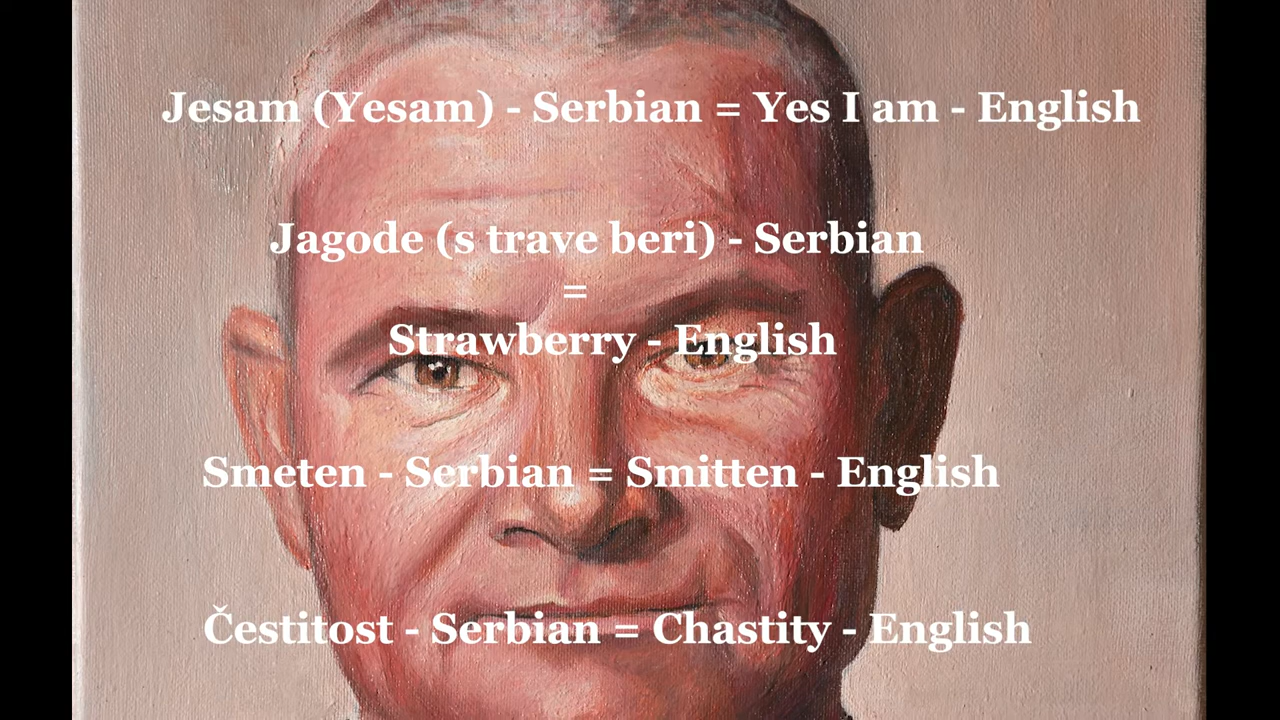 Jesam (Yesam) - Serbian = Yes I am - English
Jagode (s trave beri) - Serbian
=
Strawberry - English
Smeten - Serbian = Smitten - English
Čestitost - Serbian = Chastity - English